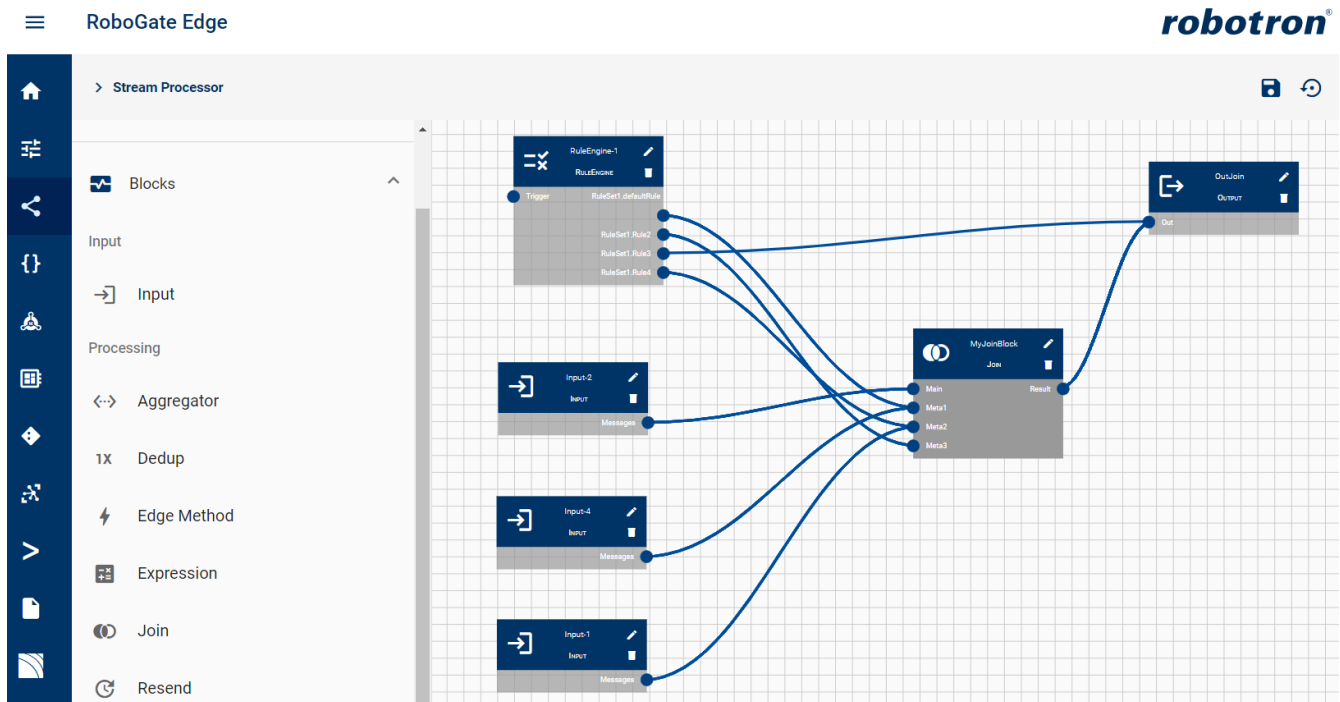 RoboGate Edge
robotron®
Stream Processor
Blocks
Input
Input
Processing
Aggregator
1X Dedup
Edge Method
Expression
Join
Resend
RuleEngine-1
RuleEngine
Trigger RuleSet1.defaultRule
RuleSet1.Rule2
RuleSet1.Rule3
RuleSet1.Rule4
OutJoin
Output
Out
Input-2
Input
Messages
MyJoinBlock
Join
Main Result
Meta1
Meta2
Meta3
Input-4
Input
Messages
Input-1
Input
Messages